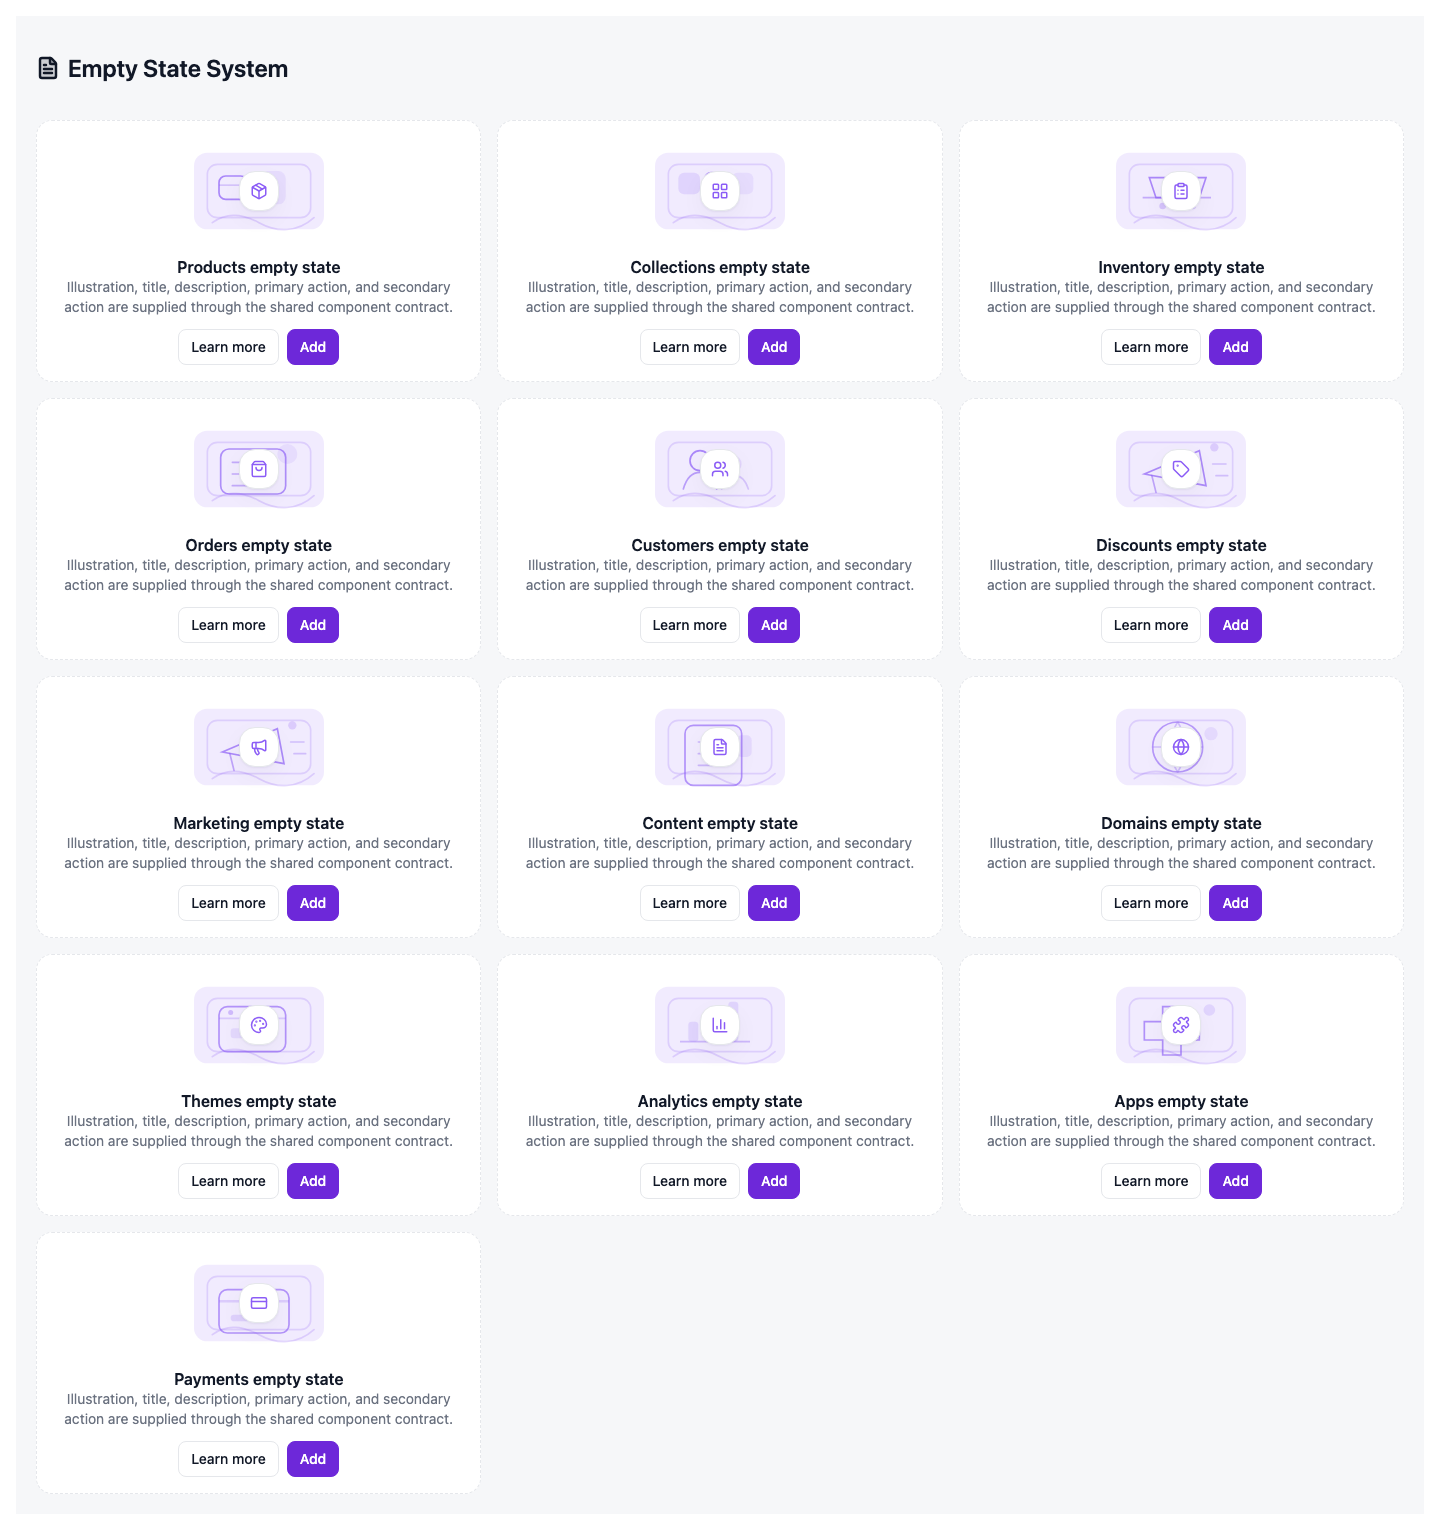 Empty State System
Products empty state
Illustration, title, description, primary action, and secondary
action are supplied through the shared component contract.
Learn more
Add
Collections empty state
Illustration, title, description, primary action, and secondary
action are supplied through the shared component contract.
Learn more
Add
Inventory empty state
Illustration, title, description, primary action, and secondary
action are supplied through the shared component contract.
Learn more
Add
Orders empty state
Illustration, title, description, primary action, and secondary
action are supplied through the shared component contract.
Learn more
Add
Customers empty state
Illustration, title, description, primary action, and secondary
action are supplied through the shared component contract.
Learn more
Add
Discounts empty state
Illustration, title, description, primary action, and secondary
action are supplied through the shared component contract.
Learn more
Add
Marketing empty state
Illustration, title, description, primary action, and secondary
action are supplied through the shared component contract.
Learn more
Add
Content empty state
Illustration, title, description, primary action, and secondary
action are supplied through the shared component contract.
Learn more
Add
Domains empty state
Illustration, title, description, primary action, and secondary
action are supplied through the shared component contract.
Learn more
Add
Themes empty state
Illustration, title, description, primary action, and secondary
action are supplied through the shared component contract.
Learn more
Add
Analytics empty state
Illustration, title, description, primary action, and secondary
action are supplied through the shared component contract.
Learn more
Add
Apps empty state
Illustration, title, description, primary action, and secondary
action are supplied through the shared component contract.
Learn more
Add
Payments empty state
Illustration, title, description, primary action, and secondary
action are supplied through the shared component contract.
Learn more
Add